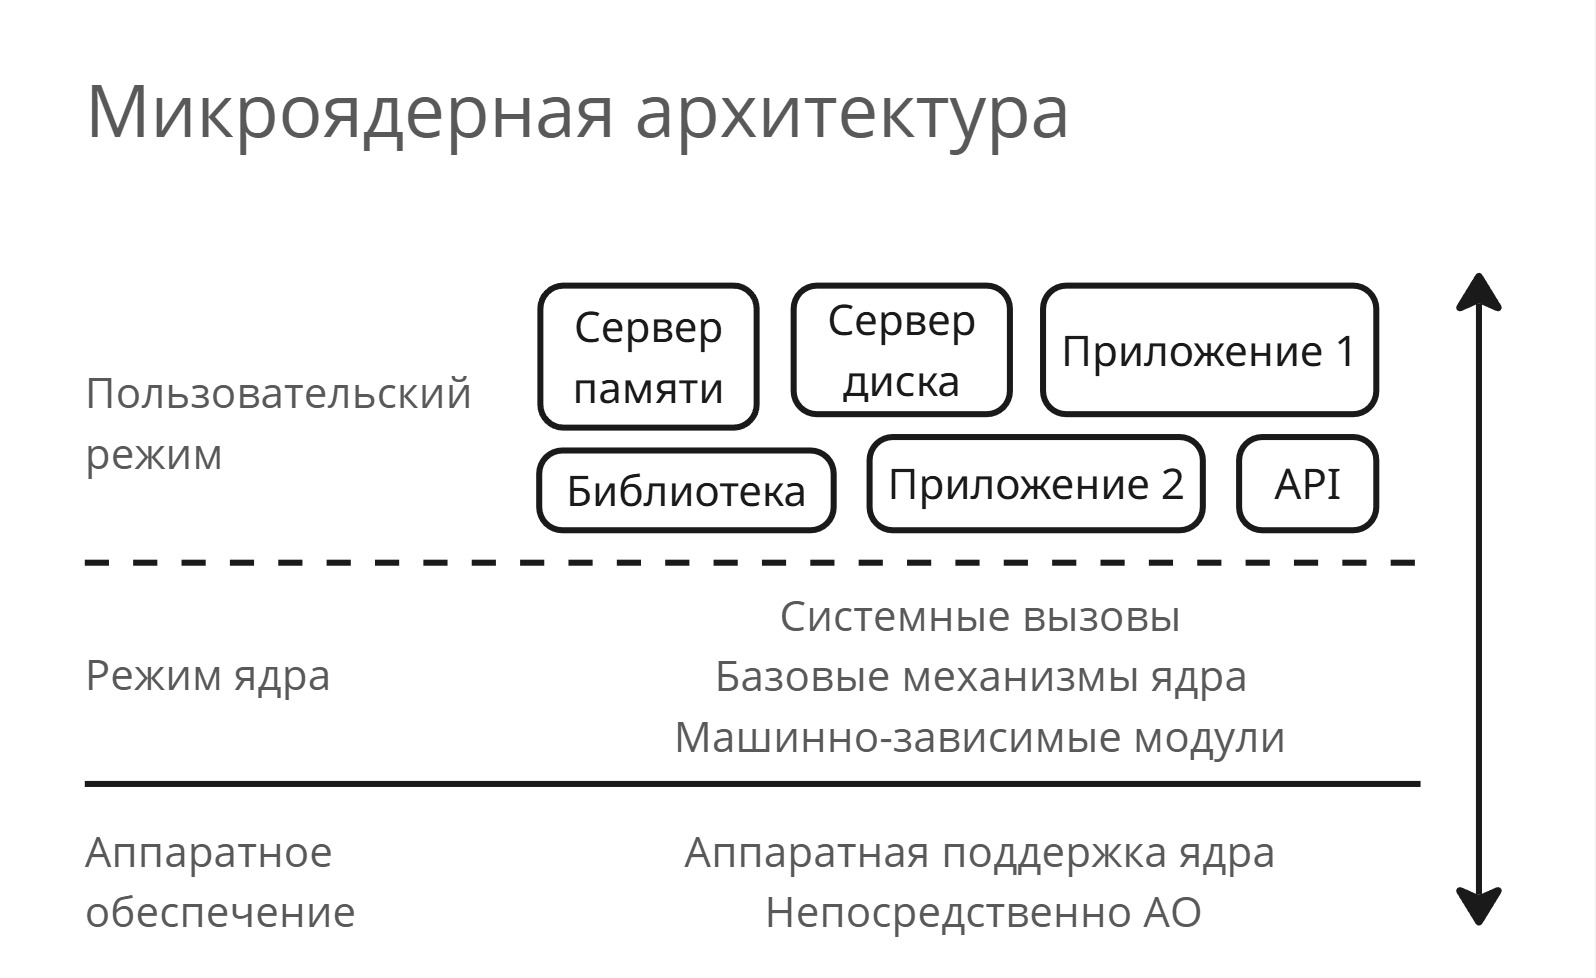 Микроядерная архитектура
Пользовательский
режим
Сервер
памяти
Сервер
диска
Приложение 1
Библиотека
Приложение 2
API
Режим ядра
Системные вызовы
Базовые механизмы ядра
Машинно-зависимые модули
Аппаратное
обеспечение
Аппаратная поддержка ядра
Непосредственно АО